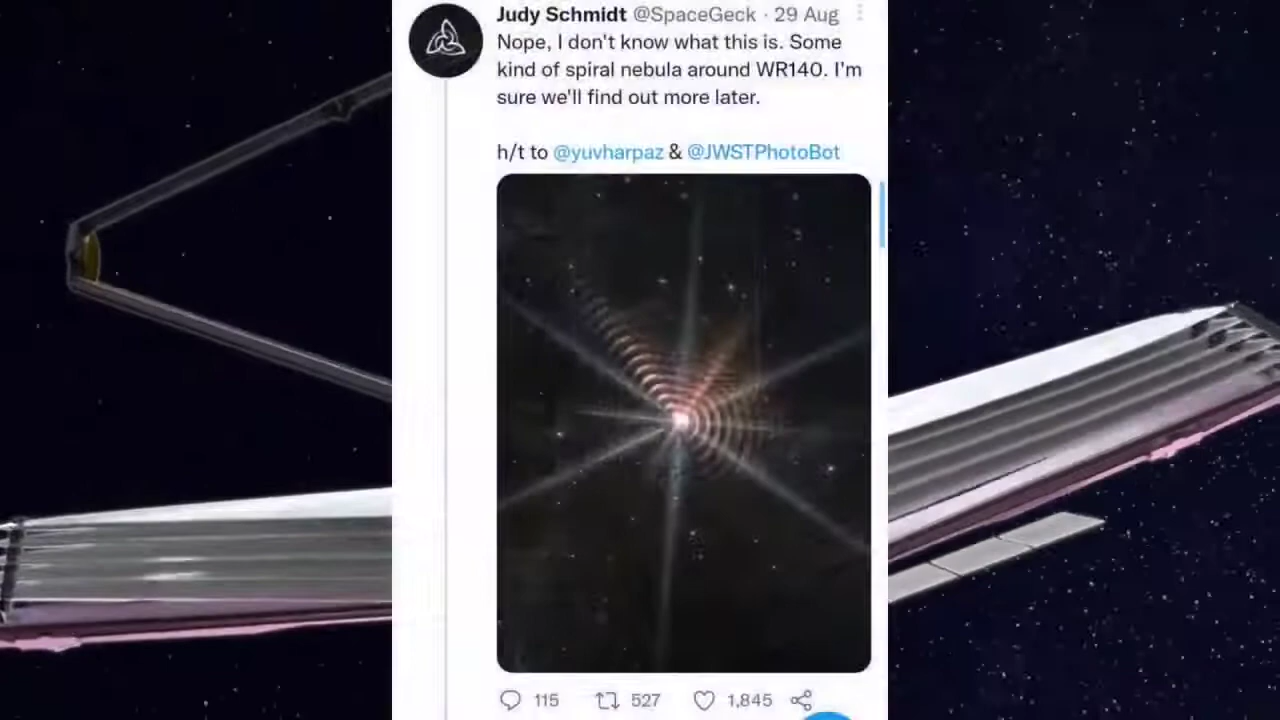 Judy Schmidt @SpaceGeck · 29 Aug
Nope, I don't know what this is. Some
kind of spiral nebula around WR140. I'm
sure we'll find out more later.
h/t to @yuvharpaz & @JWSTPhotoBot
115 527 1,845